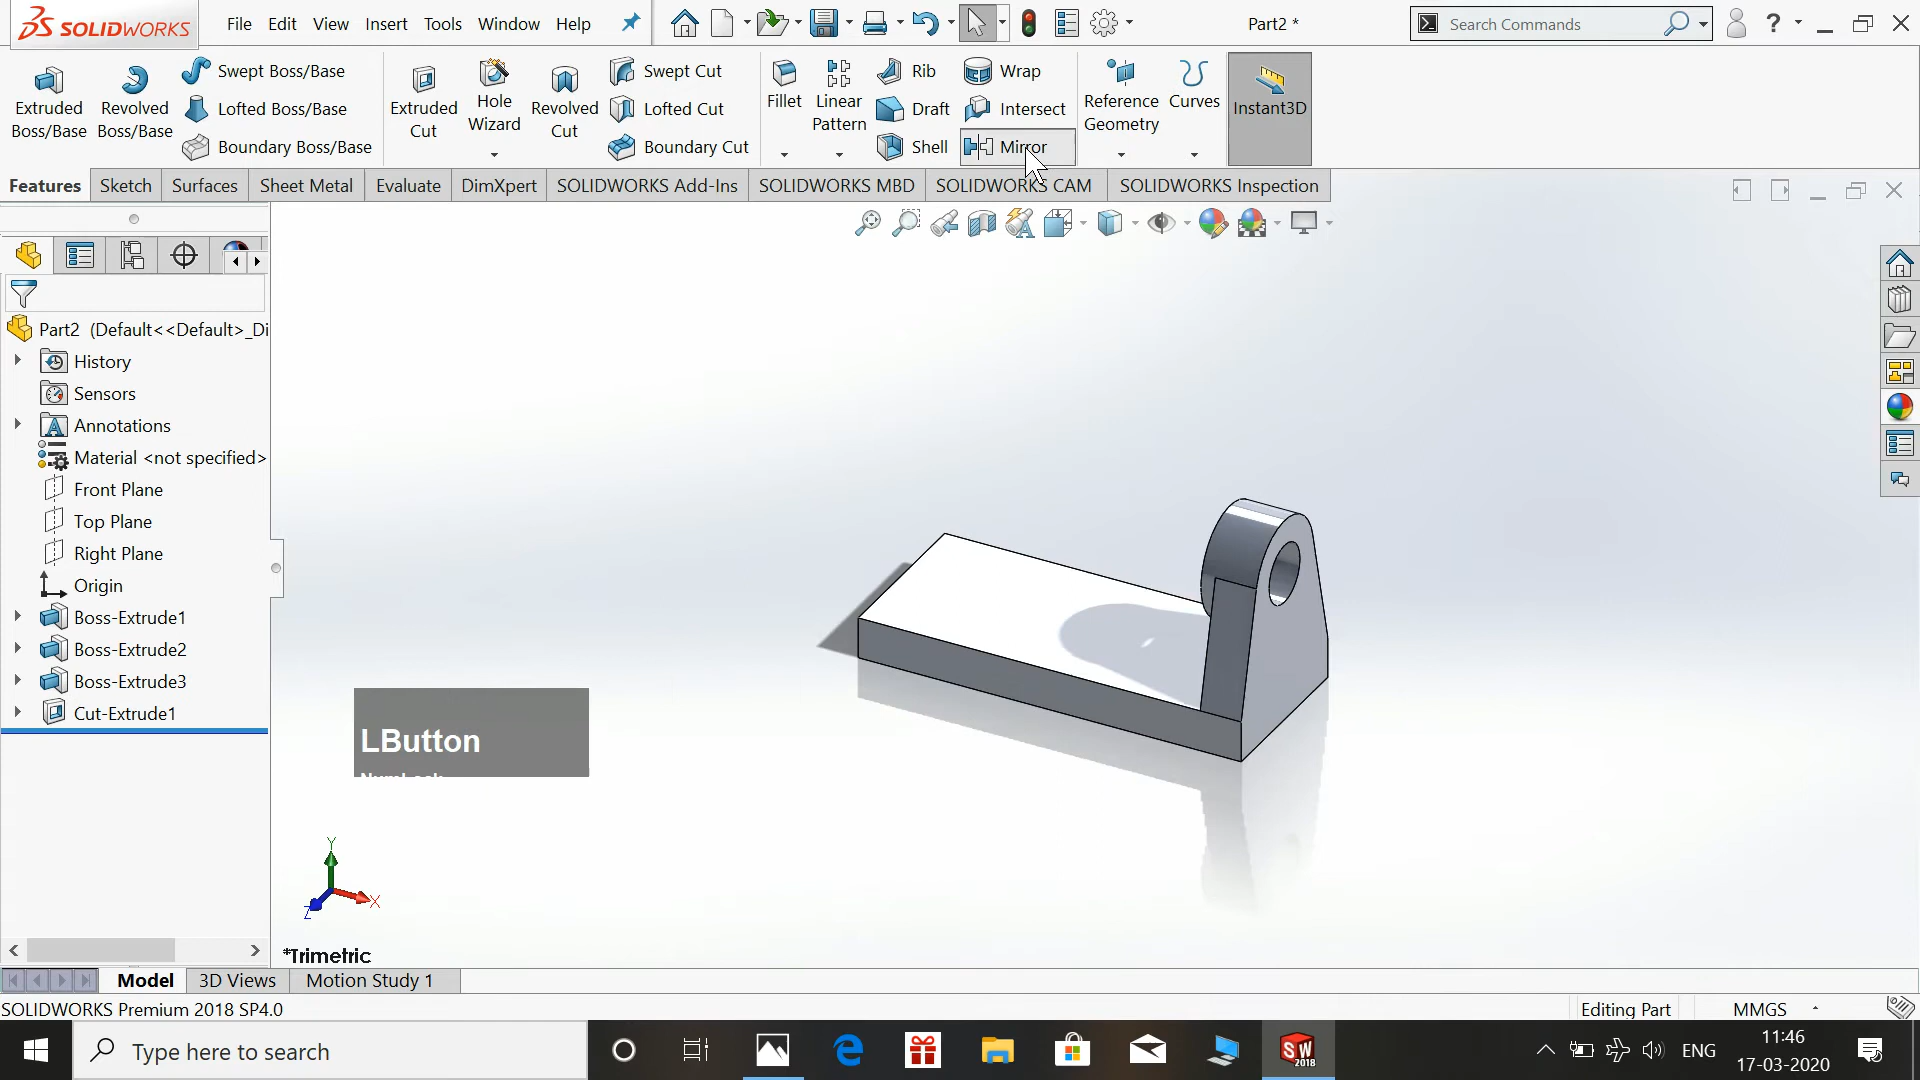 SOLIDWORKS
File Edit View Insert Tools Window Help
Part2 *
Search Commands
?
Extruded Boss/Base
Revolved Boss/Base
Swept Boss/Base
Lofted Boss/Base
Boundary Boss/Base
Extruded Cut
Hole Wizard
Revolved Cut
Swept Cut
Lofted Cut
Boundary Cut
Fillet
Linear Pattern
Rib
Draft
Shell
Wrap
Intersect
Mirror
Reference Geometry
Curves
Instant3D
Features Sketch Surfaces Sheet Metal Evaluate DimXpert SOLIDWORKS Add-Ins SOLIDWORKS MBD SOLIDWORKS CAM SOLIDWORKS Inspection
Part2 (Default<<Default>_Di
History
Sensors
Annotations
Material <not specified>
Front Plane
Top Plane
Right Plane
Origin
Boss-Extrude1
Boss-Extrude2
Boss-Extrude3
Cut-Extrude1
LButton
Y
X
Z
*Trimetric
Model 3D Views Motion Study 1
SOLIDWORKS Premium 2018 SP4.0
Editing Part
MMGS
Type here to search
SW
2018
ENG
11:46
17-03-2020